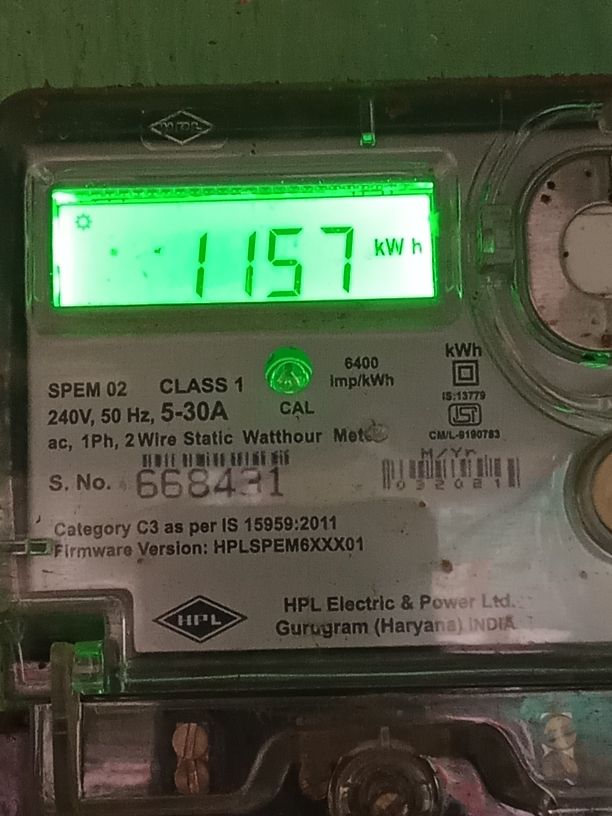 HPL
1157 kWh
6400
imp/kWh
kWh
IS:13779
CM/L-9190783
SPEM 02 CLASS 1
CAL
240V, 50 Hz, 5-30A
ac, 1Ph, 2 Wire Static Watthour
M/Yr
S. No. 668431
032021
Category C3 as per IS 15959:2011
Firmware Version: HPLSPEM6XXX01
HPL
HPL Electric & Power Ltd.
Gurugram (Haryana) INDIA